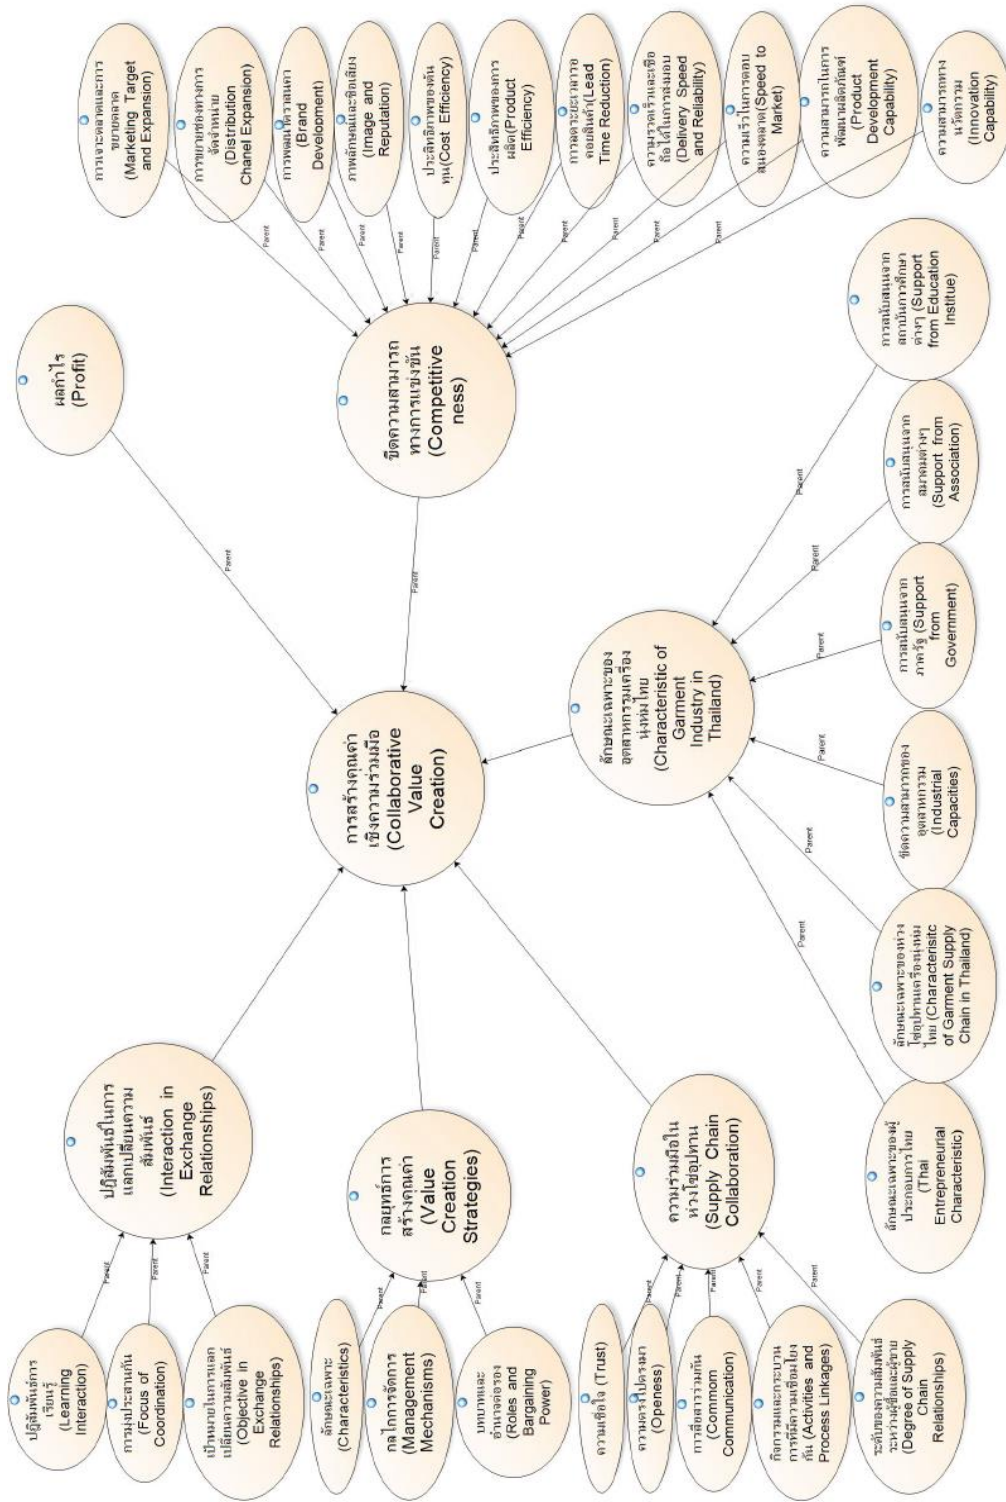 ปฏิสัมพันธ์การ
เรียนรู้
(Learning
Interaction)
การมุ่งประสานกัน
(Focus of
Coordination)
เป้าหมายในการแลก
เปลี่ยนความสัมพันธ์
(Objective in
Exchange
Relationships)
Parent
Parent
Parent
ปฏิสัมพันธ์ในการ
แลกเปลี่ยนความ
สัมพันธ์
(Interaction in
Exchange
Relationships)
ลักษณะเฉพาะ
(Characteristics)
กลไกการจัดการ
(Management
Mechanisms)
บทบาทและ
อำนาจต่อรอง
(Roles and
Bargaining
Power)
Parent
Parent
Parent
กลยุทธ์การ
สร้างคุณค่า
(Value
Creation
Strategies)
ความเชื่อใจ (Trust)
ความตรงไปตรงมา
(Openess)
การสื่อสารร่วมกัน
(Commom
Communication)
กิจกรรมและกระบวน
การที่มีความเชื่อมโยง
กัน (Activities and
Process Linkages)
ระดับของความสัมพันธ์
ระหว่างผู้ซื้อและผู้ขาย
(Degree of Supply
Chain
Relationships)
Parent
Parent
Parent
Parent
Parent
ความร่วมมือใน
ห่วงโซ่อุปทาน
(Supply Chain
Collaboration)
การสร้างคุณค่า
เชิงความร่วมมือ
(Collaborative
Value
Creation)
ผลกำไร
(Profit)
Parent
Parent
ขีดความสามารถ
ทางการแข่งขัน
(Competitive
ness)
Parent
Parent
Parent
Parent
Parent
Parent
Parent
Parent
Parent
Parent
Parent
การเจาะตลาดและการ
ขยายตลาด
(Marketing Target
and Expansion)
การขยายช่องทางการ
จัดจำหน่าย
(Distribution
Chanel Expansion)
การพัฒนาตราสินค้า
(Brand
Development)
ภาพลักษณ์และชื่อเสียง
(Image and
Reputation)
ประสิทธิภาพของต้น
ทุน(Cost Efficiency)
ประสิทธิภาพของการ
ผลิต(Product
Efficiency)
การลดระยะเวลารอ
คอยสินค้า(Lead
Time Reduction)
ความรวดเร็วและเชื่อ
ถือได้ในการส่งมอบ
(Delivery Speed
and Reliability)
ความเร็วในการตอบ
สนองตลาด(Speed to
Market)
ความสามารถในการ
พัฒนาผลิตภัณฑ์
(Product
Development
Capability)
ความสามารถทาง
นวัตกรรม
(Innovation
Capability)
ลักษณะเฉพาะของ
อุตสาหกรรมเครื่อง
นุ่งห่มไทย
(Characteristic of
Garment
Industry in
Thailand)
Parent
Parent
Parent
Parent
Parent
Parent
ลักษณะเฉพาะของผู้
ประกอบการไทย
(Thai
Entrepreneurial
Characteristic)
ลักษณะเฉพาะของห่วง
โซ่อุปทานเครื่องนุ่งห่ม
ไทย (Characterisitc
of Garment Supply
Chain in Thailand)
ขีดความสามารถของ
อุตสาหกรรม
(Industrial
Capacities)
การสนับสนุนจาก
ภาครัฐ (Support
from
Government)
การสนับสนุนจาก
สมาคมต่างๆ
(Support from
Association)
การสนับสนุนจาก
สถาบันการศึกษา
ต่างๆ (Support
from Education
Institue)